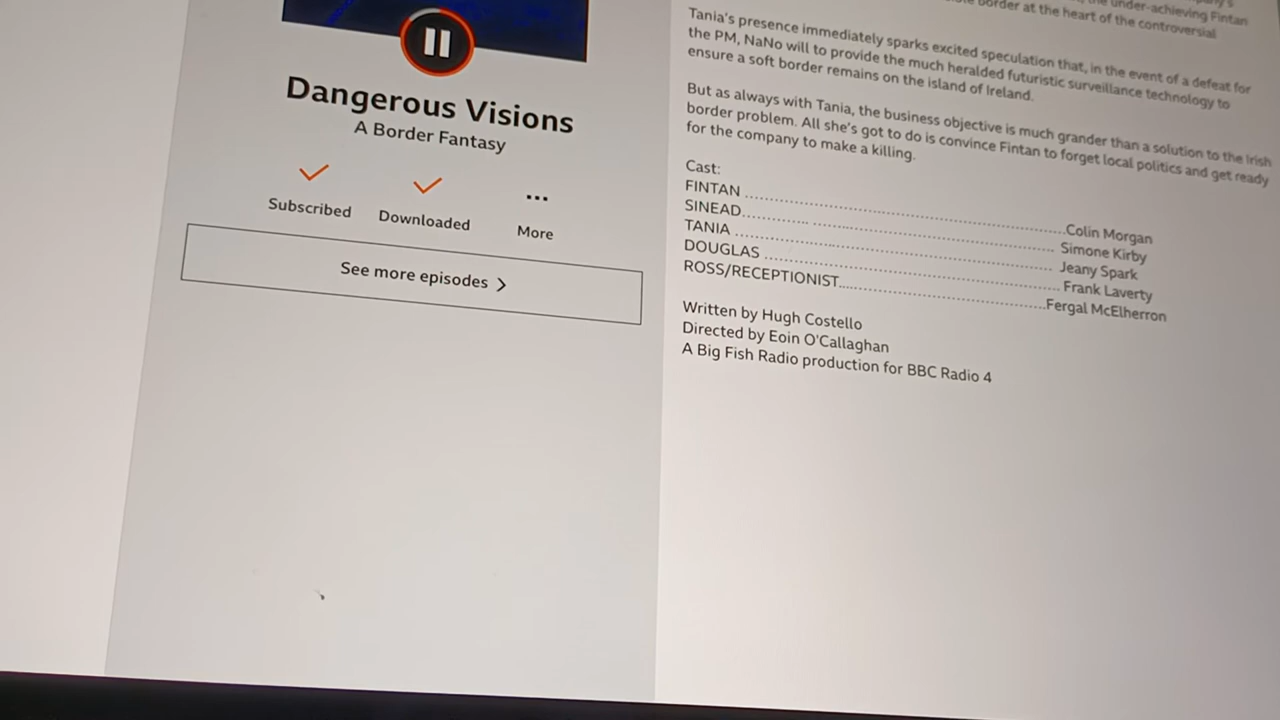 Dangerous Visions
A Border Fantasy
Subscribed
Downloaded
... More
See more episodes >
the under-achieving Fintan
border at the heart of the controversial
Tania's presence immediately sparks excited speculation that, in the event of a defeat for
the PM, NaNo will to provide the much heralded futuristic surveillance technology to
ensure a soft border remains on the island of Ireland.
But as always with Tania, the business objective is much grander than a solution to the Irish
border problem. All she's got to do is convince Fintan to forget local politics and get ready
for the company to make a killing.
Cast:
FINTAN ........................................Colin Morgan
SINEAD........................................ Simone Kirby
TANIA ........................................ Jeany Spark
DOUGLAS ........................................ Frank Laverty
ROSS/RECEPTIONIST........................................Fergal McElherron
Written by Hugh Costello
Directed by Eoin O'Callaghan
A Big Fish Radio production for BBC Radio 4